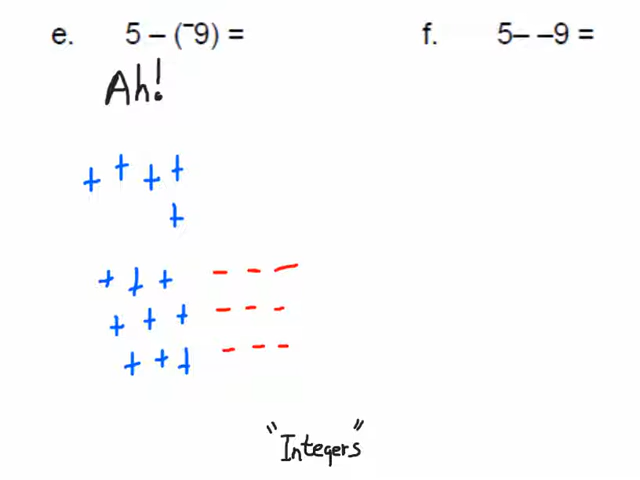 e. 5 – (⁻9) =
f. 5– –9 =
Ah!
+ + + +
+
+ + + – – –
+ + + – – –
+ + + – – –
"Integers"